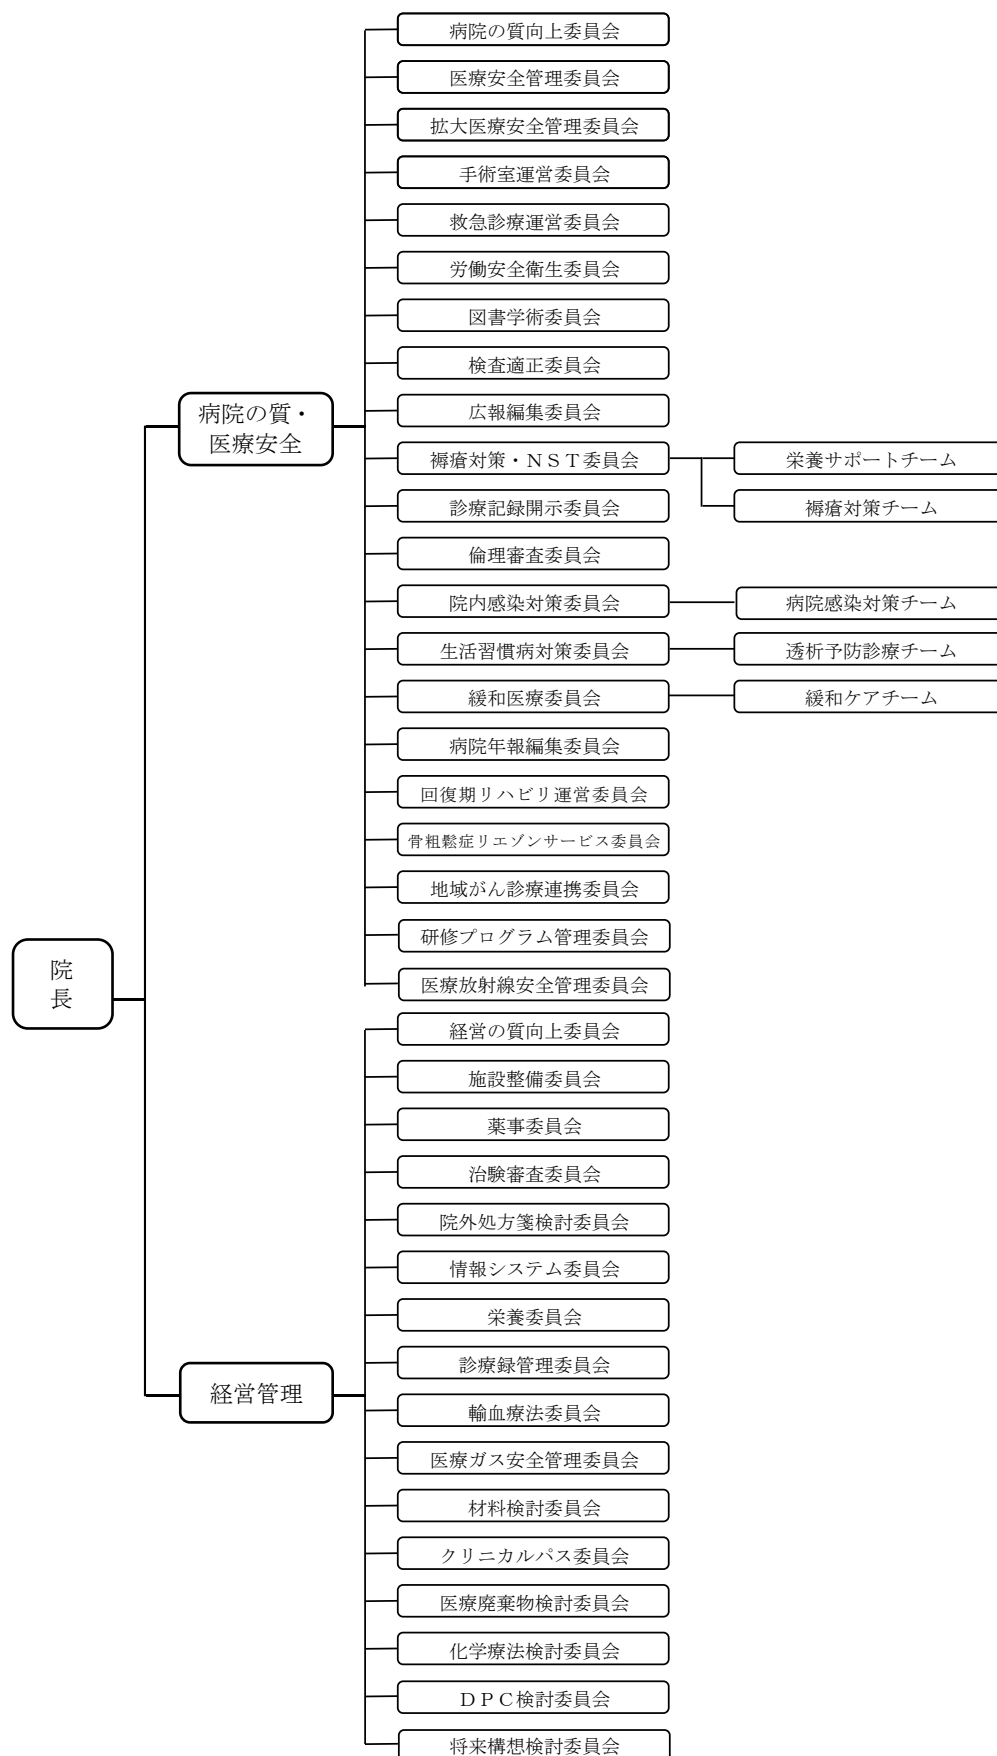 病院の質向上委員会
医療安全管理委員会
拡大医療安全管理委員会
手術室運営委員会
救急診療運営委員会
労働安全衛生委員会
図書学術委員会
検査適正委員会
広報編集委員会
病院の質・
医療安全
褥瘡対策・ＮＳＴ委員会
栄養サポートチーム
褥瘡対策チーム
診療記録開示委員会
倫理審査委員会
院内感染対策委員会
病院感染対策チーム
生活習慣病対策委員会
透析予防診療チーム
緩和医療委員会
緩和ケアチーム
病院年報編集委員会
回復期リハビリ運営委員会
骨粗鬆症リエゾンサービス委員会
地域がん診療連携委員会
研修プログラム管理委員会
医療放射線安全管理委員会
院
長
経営の質向上委員会
施設整備委員会
薬事委員会
治験審査委員会
院外処方箋検討委員会
情報システム委員会
栄養委員会
診療録管理委員会
経営管理
輸血療法委員会
医療ガス安全管理委員会
材料検討委員会
クリニカルパス委員会
医療廃棄物検討委員会
化学療法検討委員会
ＤＰＣ検討委員会
将来構想検討委員会